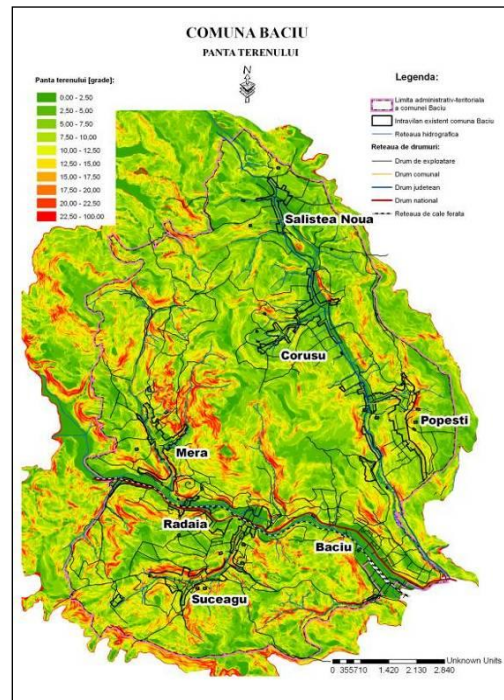 COMUNA BACIU
PANTA TERENULUI
N
Panta terenului [grade]:
0.00 - 2.50
2.50 - 5.00
5.00 - 7.50
7.50 - 10.00
10.00 - 12.50
12.50 - 15.00
15.00 - 17.50
17.50 - 20.00
20.00 - 22.50
22.50 - 100.00
Legenda:
Limita administrativ-teritoriala
a comunei Baciu
Intravilan existent comuna Baciu
Reteaua hidrografica
Reteaua de drumuri:
Drum de exploatare
Drum comunal
Drum judetean
Drum national
Reteaua de cale ferata
Salistea Noua
Corusu
Popesti
Mera
Radaia
Baciu
Suceagu
Unknown Units
0 355710 1.420 2.130 2.840